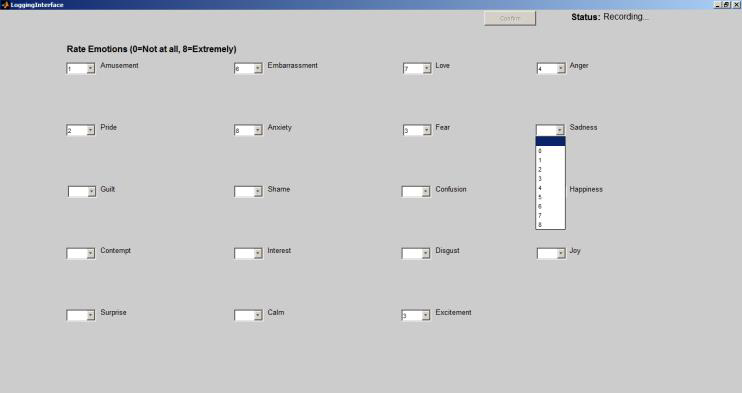 LoggingInterface
Confirm
Status: Recording...
Rate Emotions (0=Not at all, 8=Extremely)
1 Amusement 6 Embarrassment 7 Love 4 Anger
2 Pride 8 Anxiety 3 Fear Sadness
0
1
2
3
4
5
6
7
8
Guilt Shame Confusion Happiness
Contempt Interest Disgust Joy
Surprise Calm 3 Excitement